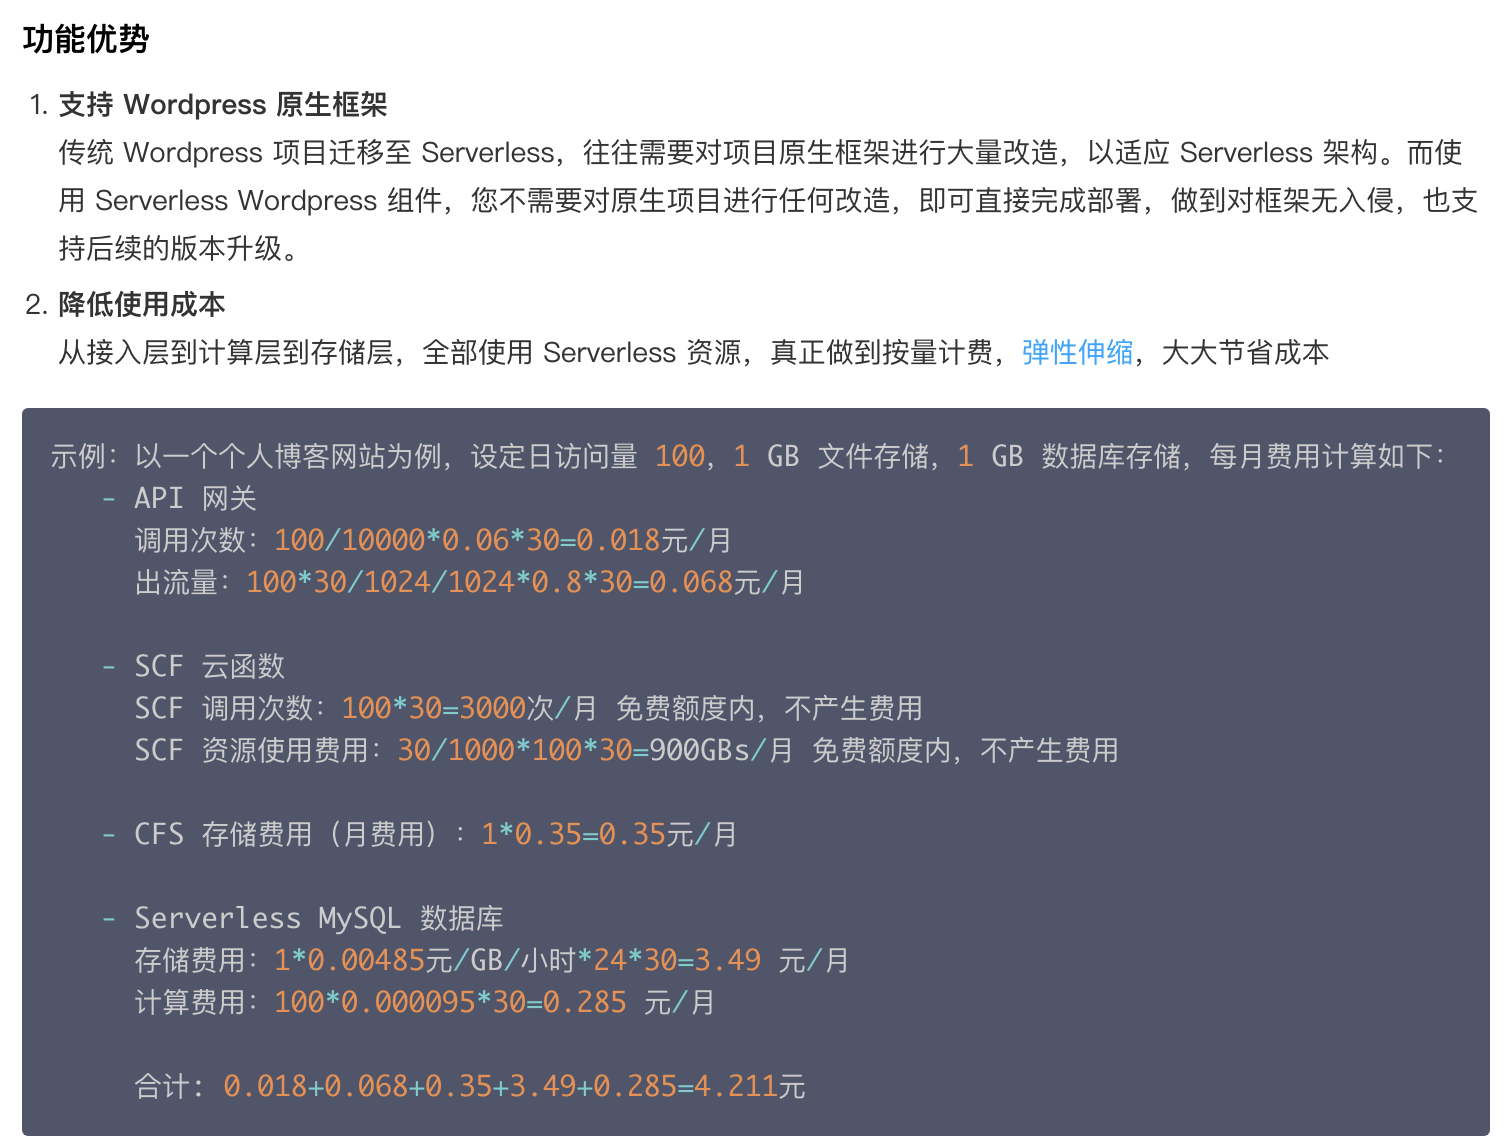 功能优势
1. 支持 Wordpress 原生框架
传统 Wordpress 项目迁移至 Serverless，往往需要对项目原生框架进行大量改造，以适应 Serverless 架构。而使
用 Serverless Wordpress 组件，您不需要对原生项目进行任何改造，即可直接完成部署，做到对框架无入侵，也支
持后续的版本升级。
2. 降低使用成本
从接入层到计算层到存储层，全部使用 Serverless 资源，真正做到按量计费，弹性伸缩，大大节省成本
示例：以一个个人博客网站为例，设定日访问量 100，1 GB 文件存储，1 GB 数据库存储，每月费用计算如下：
- API 网关
调用次数：100/10000*0.06*30=0.018元/月
出流量：100*30/1024/1024*0.8*30=0.068元/月
- SCF 云函数
SCF 调用次数：100*30=3000次/月 免费额度内，不产生费用
SCF 资源使用费用：30/1000*100*30=900GBs/月 免费额度内，不产生费用
- CFS 存储费用（月费用）：1*0.35=0.35元/月
- Serverless MySQL 数据库
存储费用：1*0.00485元/GB/小时*24*30=3.49 元/月
计算费用：100*0.000095*30=0.285 元/月
合计: 0.018+0.068+0.35+3.49+0.285=4.211元